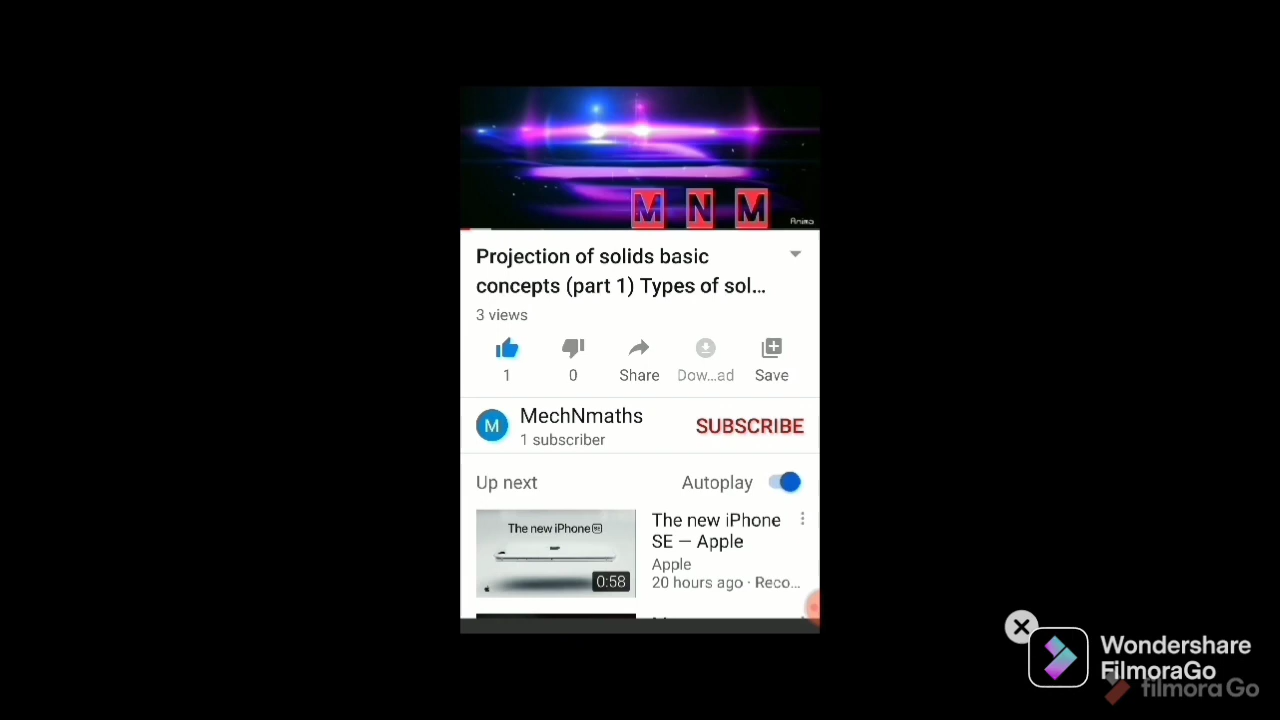 M N M
Projection of solids basic
concepts (part 1) Types of sol...
3 views
1
0
Share
Dow...ad
Save
M
MechNmaths
1 subscriber
SUBSCRIBE
Up next
Autoplay
The new iPhone SE
0:58
The new iPhone
SE — Apple
Apple
20 hours ago · Reco...
Wondershare
FilmoraGo
filmora Go